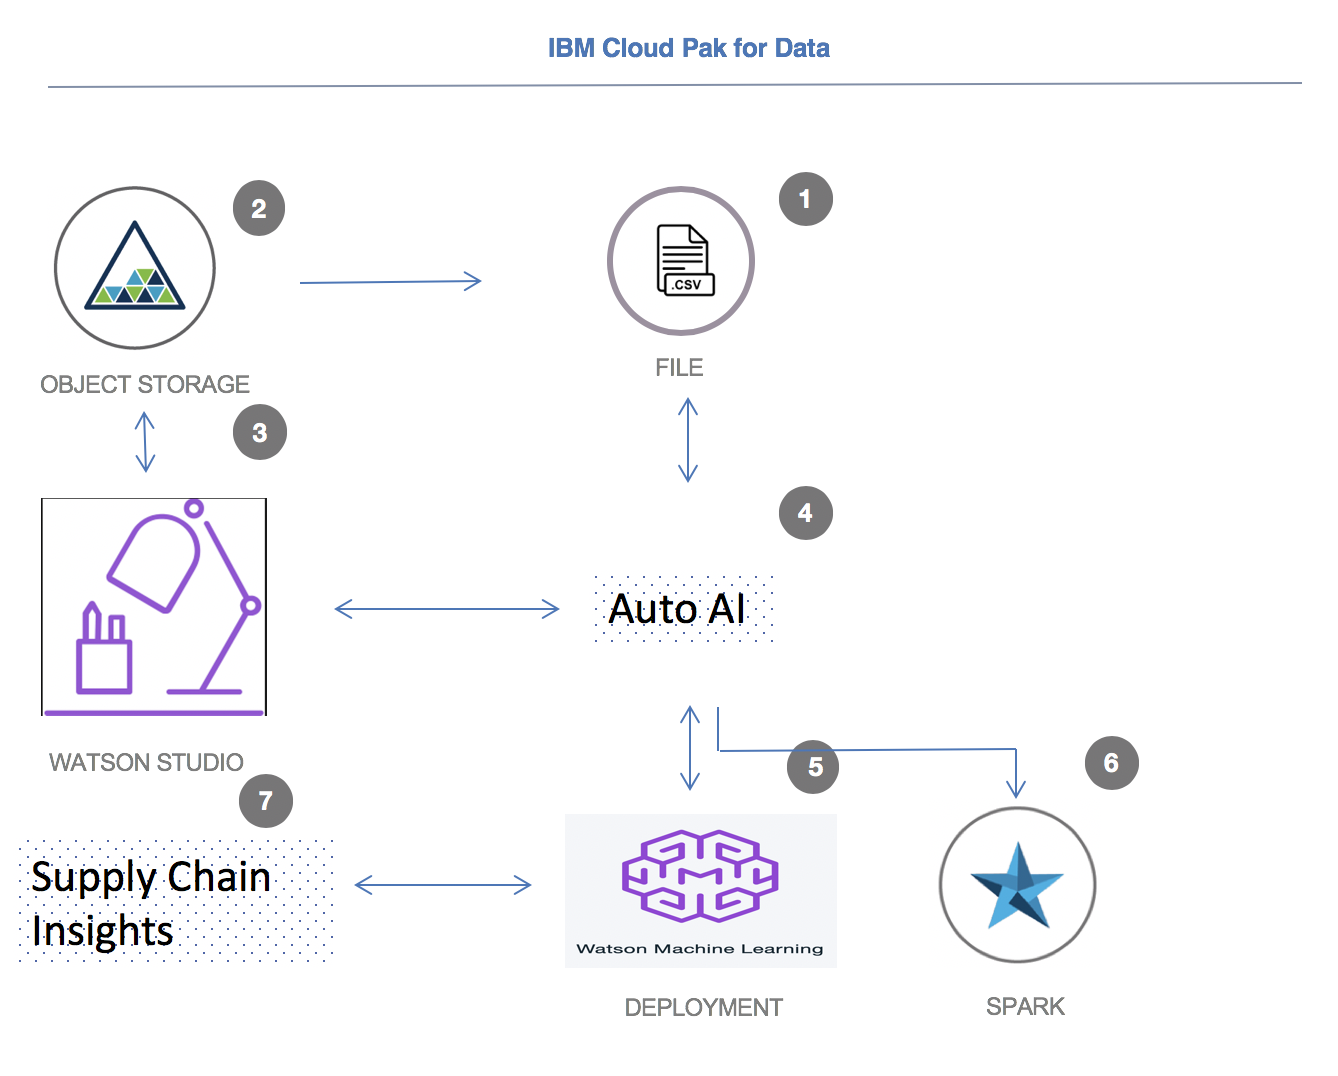 IBM Cloud Pak for Data
2
1
.CSV
OBJECT STORAGE
FILE
3
4
Auto AI
WATSON STUDIO
5
6
7
Supply Chain
Insights
Watson Machine Learning
DEPLOYMENT
SPARK